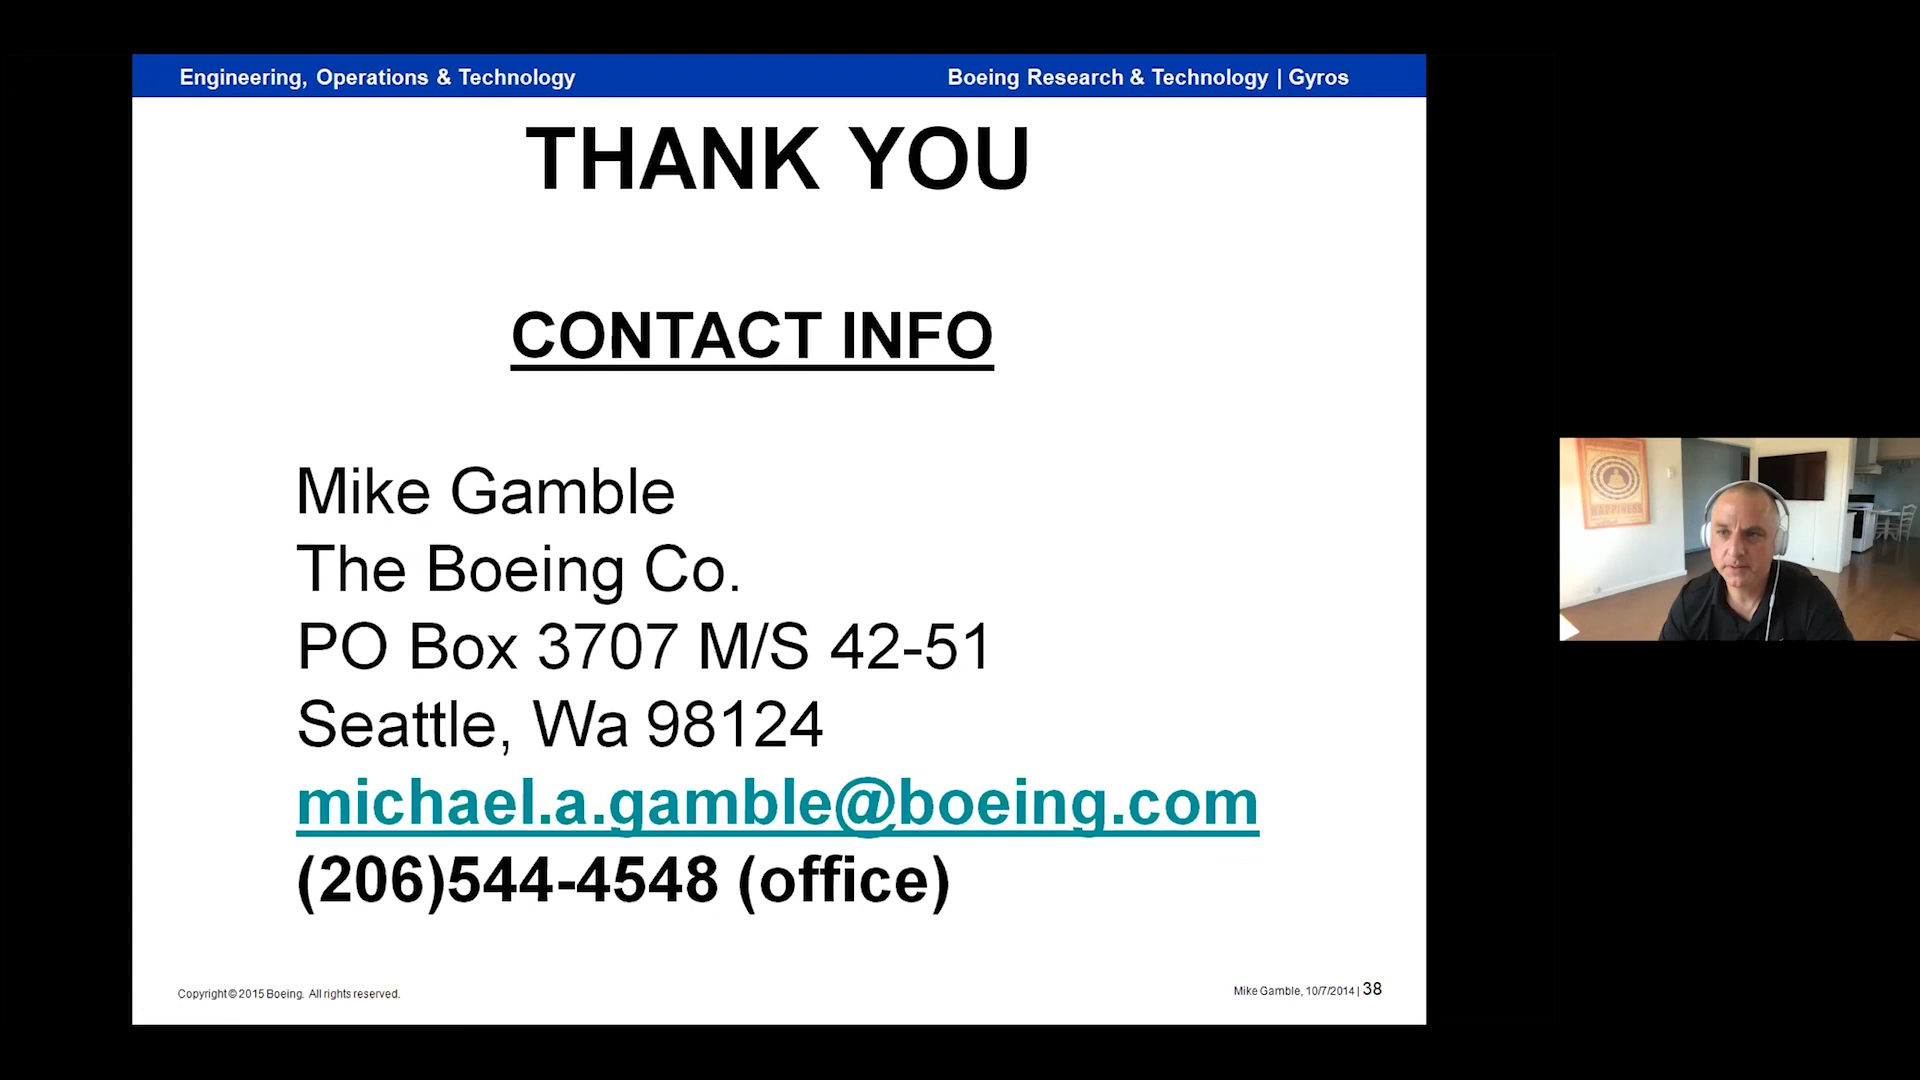 Engineering, Operations & Technology
Boeing Research & Technology | Gyros
THANK YOU
CONTACT INFO
Mike Gamble
The Boeing Co.
PO Box 3707 M/S 42-51
Seattle, Wa 98124
michael.a.gamble@boeing.com
(206)544-4548 (office)
Copyright © 2015 Boeing. All rights reserved.
Mike Gamble, 10/7/2014 | 38
HAPPINESS